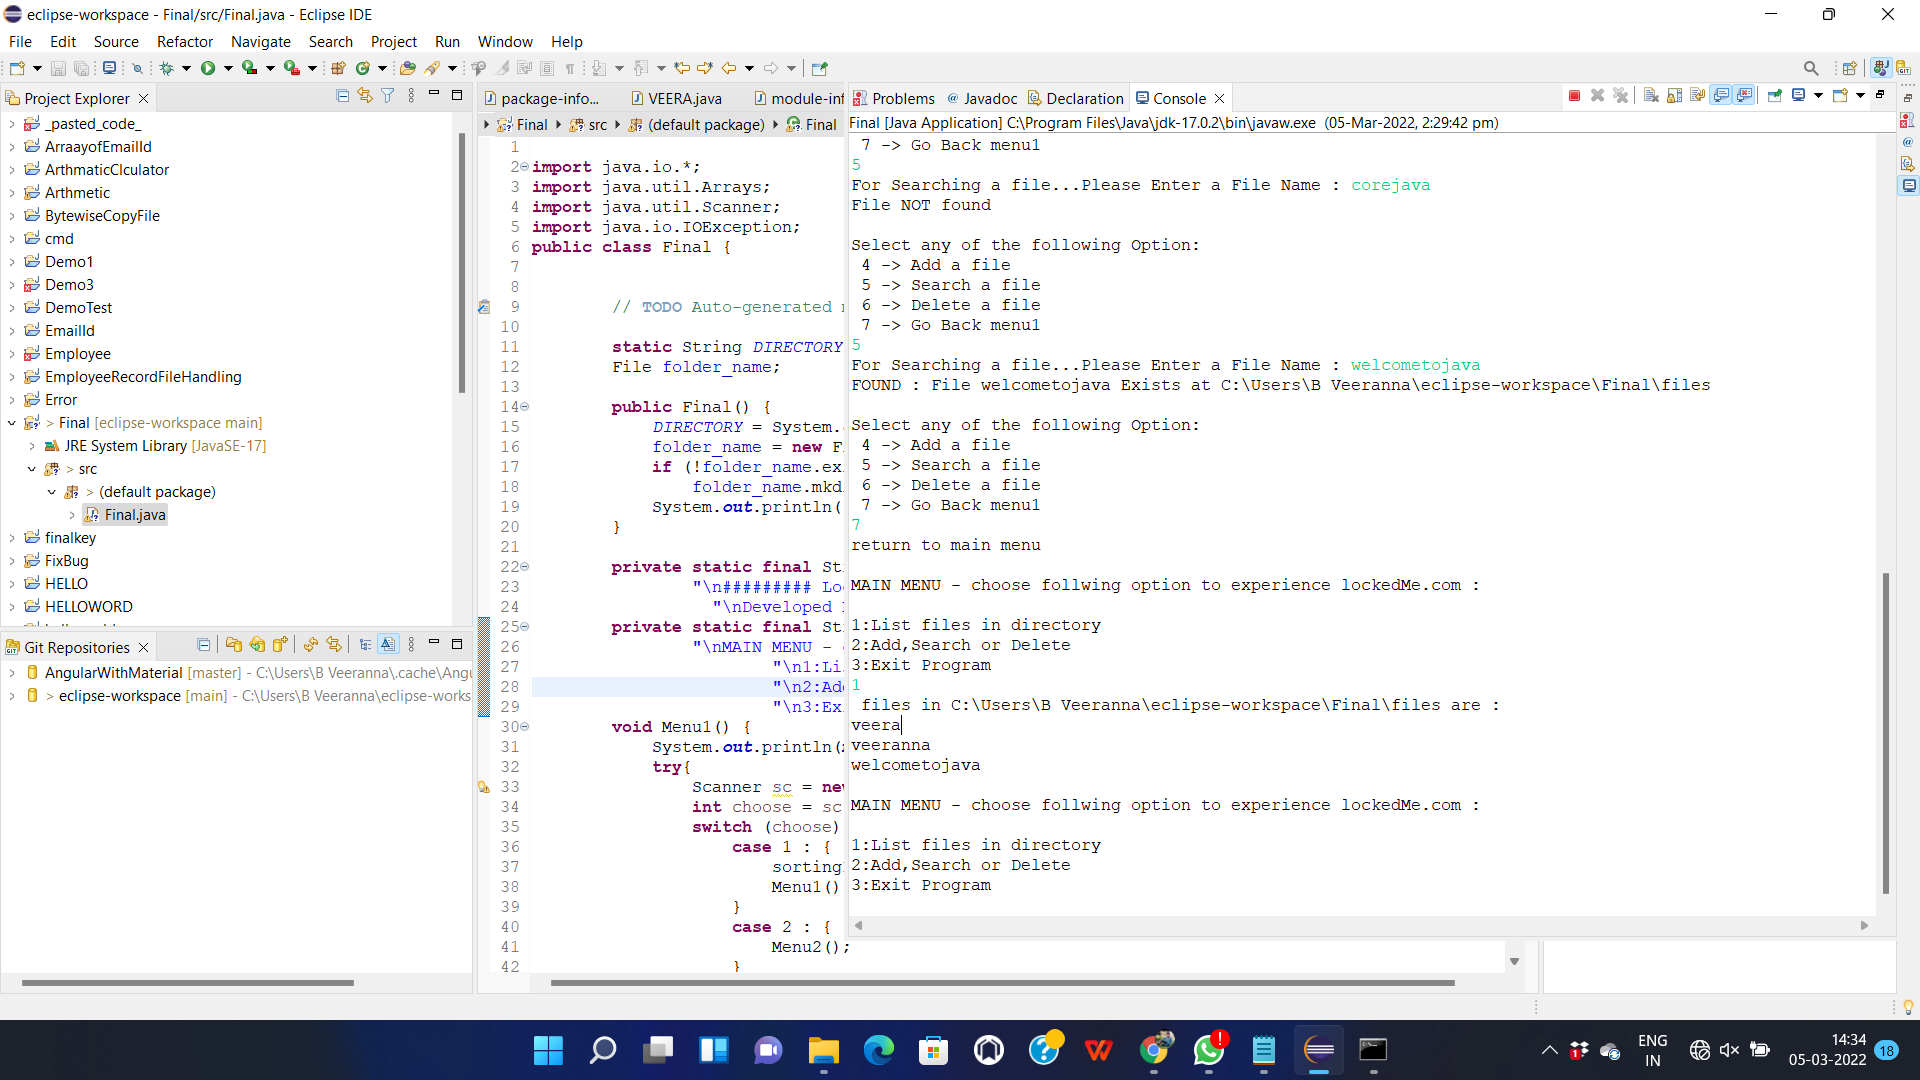 eclipse-workspace - Final/src/Final.java - Eclipse IDE
File Edit Source Refactor Navigate Search Project Run Window Help
Project Explorer
_pasted_code_
ArraayofEmailId
ArthmaticClculator
Arthmetic
BytewiseCopyFile
cmd
Demo1
Demo3
DemoTest
EmailId
Employee
EmployeeRecordFileHandling
Error
> Final [eclipse-workspace main]
JRE System Library [JavaSE-17]
> src
> (default package)
Final.java
finalkey
FixBug
HELLO
HELLOWORD
Git Repositories
AngularWithMaterial [master] - C:\Users\B Veeranna\.cache\Angu
> eclipse-workspace [main] - C:\Users\B Veeranna\eclipse-works
package-info... VEERA.java module-inf
Final src (default package) Final
1
2 import java.io.*;
3 import java.util.Arrays;
4 import java.util.Scanner;
5 import java.io.IOException;
6 public class Final {
7
8
9 // TODO Auto-generated
10
11 static String DIRECTORY
12 File folder_name;
13
14 public Final() {
15 DIRECTORY = System.
16 folder_name = new F
17 if (!folder_name.ex
18 folder_name.mkd
19 System.out.println(
20 }
21
22 private static final St
23 "\n######### Lo
24 "\nDeveloped
25 private static final St
26 "\nMAIN MENU -
27 "\n1:Li
28 "\n2:Ad
29 "\n3:Ex
30 void Menu1() {
31 System.out.println(
32 try{
33 Scanner sc = new
34 int choose = sc
35 switch (choose)
36 case 1 : {
37 sorting
38 Menu1()
39 }
40 case 2 : {
41 Menu2();
42 }
Problems Javadoc Declaration Console
Final [Java Application] C:\Program Files\Java\jdk-17.0.2\bin\javaw.exe (05-Mar-2022, 2:29:42 pm)
7 -> Go Back menu1
5
For Searching a file...Please Enter a File Name : corejava
File NOT found
Select any of the following Option:
4 -> Add a file
5 -> Search a file
6 -> Delete a file
7 -> Go Back menu1
5
For Searching a file...Please Enter a File Name : welcometojava
FOUND : File welcometojava Exists at C:\Users\B Veeranna\eclipse-workspace\Final\files
Select any of the following Option:
4 -> Add a file
5 -> Search a file
6 -> Delete a file
7 -> Go Back menu1
7
return to main menu
MAIN MENU - choose follwing option to experience lockedMe.com :
1:List files in directory
2:Add,Search or Delete
3:Exit Program
1
files in C:\Users\B Veeranna\eclipse-workspace\Final\files are :
veera
veeranna
welcometojava
MAIN MENU - choose follwing option to experience lockedMe.com :
1:List files in directory
2:Add,Search or Delete
3:Exit Program
ENG
IN
14:34
05-03-2022
18